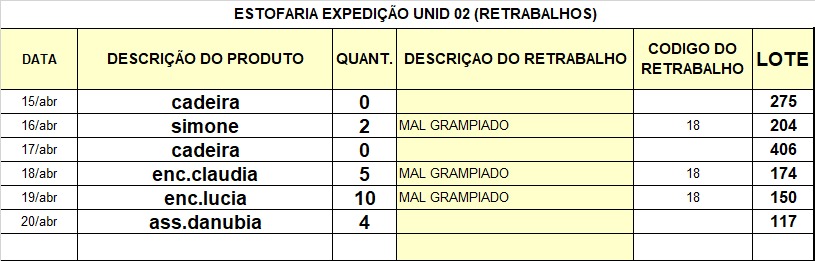 ESTOFARIA EXPEDIÇÃO UNID 02 (RETRABALHOS)
DATA DESCRIÇÃO DO PRODUTO QUANT. DESCRIÇAO DO RETRABALHO CODIGO DO RETRABALHO LOTE
15/abr cadeira 0 275
16/abr simone 2 MAL GRAMPIADO 18 204
17/abr cadeira 0 406
18/abr enc.claudia 5 MAL GRAMPIADO 18 174
19/abr enc.lucia 10 MAL GRAMPIADO 18 150
20/abr ass.danubia 4 117